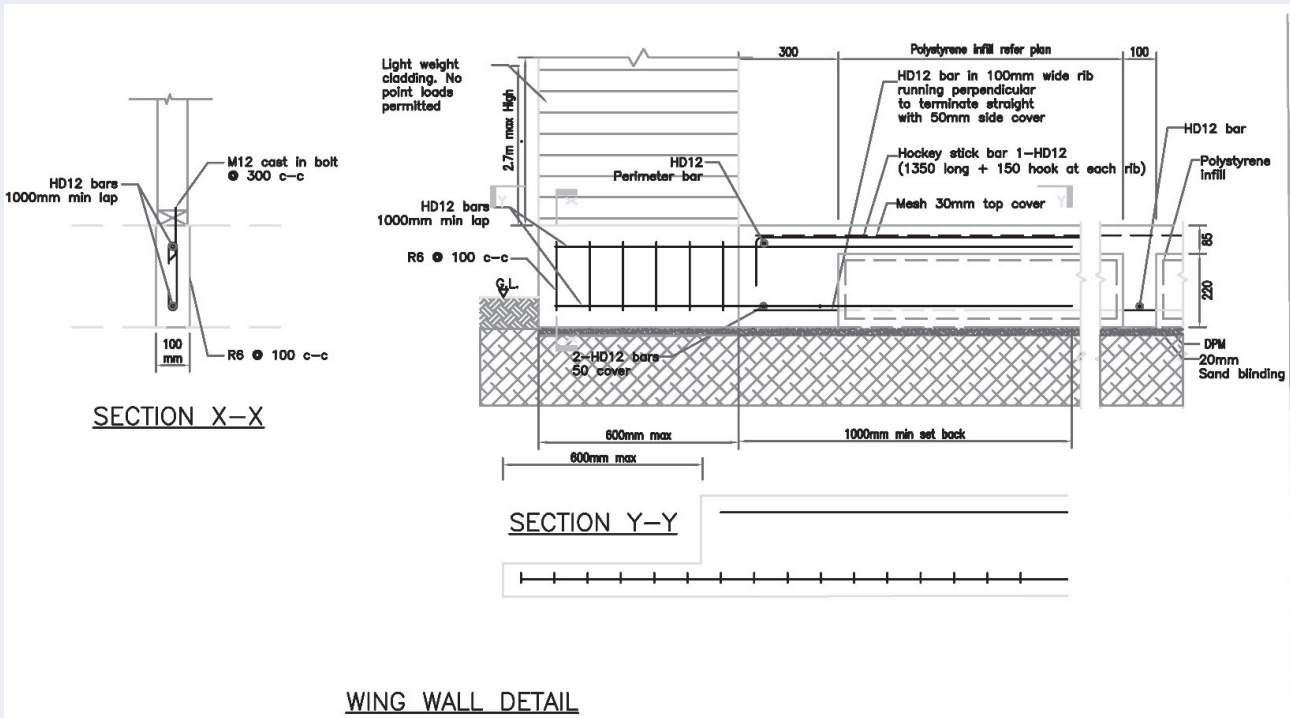 Light weight
cladding. No
point loads
permitted
2.7m max High
300
Polystyrene infill refer plan
100
HD12 bar in 100mm wide rib
running perpendicular
to terminate straight
with 50mm side cover
HD12 bar
Polystyrene
infill
HD12
Perimeter bar
Hockey stick bar 1-HD12
(1350 long + 150 hook at each rib)
Mesh 30mm top cover
M12 cast in bolt
@ 300 c-c
HD12 bars
1000mm min lap
R6 @ 100 c-c
100
mm
SECTION X-X
Y
X
Y
HD12 bars
1000mm min lap
R6 @ 100 c-c
G.L.
85
220
2-HD12 bars
50 cover
DPM
20mm
Sand blinding
600mm max
1000mm min set back
600mm max
SECTION Y-Y
WING WALL DETAIL